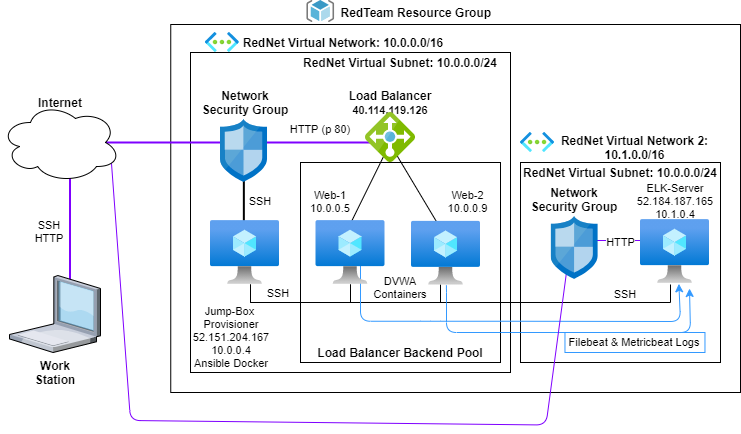 RedTeam Resource Group
RedNet Virtual Network: 10.0.0.0/16
RedNet Virtual Subnet: 10.0.0.0/24
Internet
Network
Security Group
Load Balancer
40.114.119.126
HTTP (p 80)
RedNet Virtual Network 2:
10.1.0.0/16
RedNet Virtual Subnet: 10.0.0.0/24
Network
Security Group
ELK-Server
52.184.187.165
10.1.0.4
SSH
Web-1
10.0.0.5
Web-2
10.0.0.9
SSH
HTTP
HTTP
SSH
DVWA
Containers
SSH
Jump-Box
Provisioner
52.151.204.167
10.0.0.4
Ansible Docker
Load Balancer Backend Pool
Filebeat & Metricbeat Logs
Work
Station